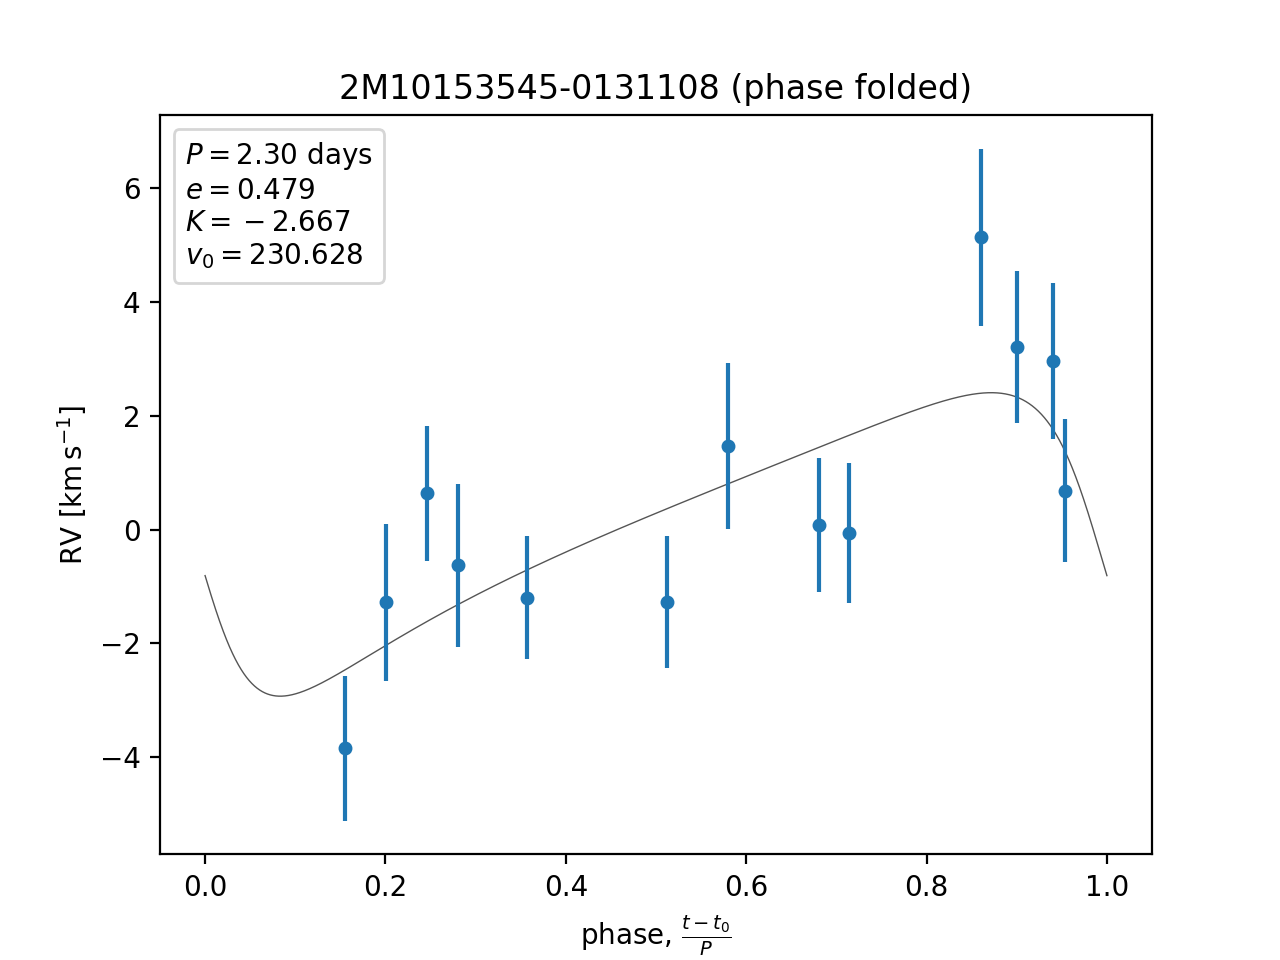 2M10153545-0131108 (phase folded)
P = 2.30 days
e = 0.479
K = −2.667
v₀ = 230.628
6
4
2
0
−2
−4
RV [km s⁻¹]
0.0 0.2 0.4 0.6 0.8 1.0
phase, (t − t₀)/P